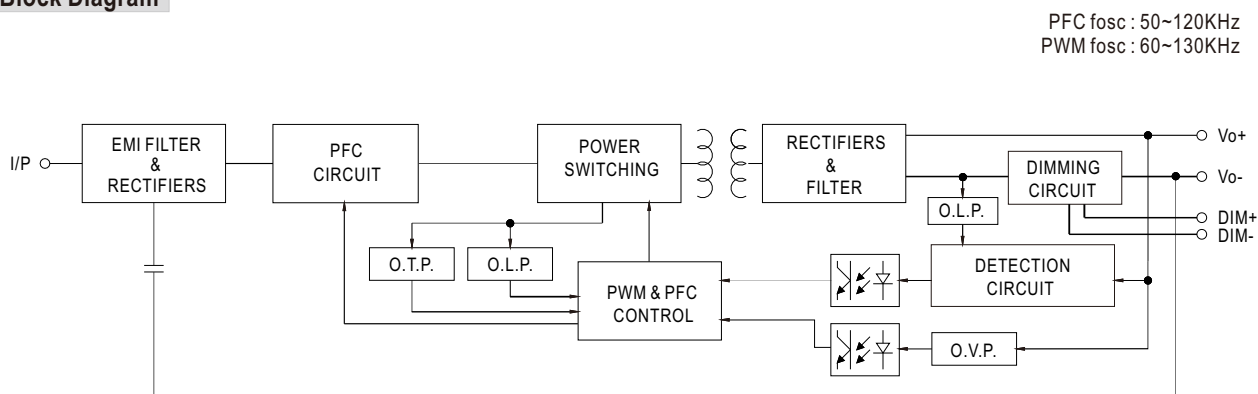 Block Diagram
PFC fosc : 50~120KHz
PWM fosc : 60~130KHz
I/P
EMI FILTER
&
RECTIFIERS
PFC
CIRCUIT
POWER
SWITCHING
RECTIFIERS
&
FILTER
DIMMING
CIRCUIT
Vo+
Vo-
DIM+
DIM-
O.L.P.
O.T.P.
O.L.P.
PWM & PFC
CONTROL
DETECTION
CIRCUIT
O.V.P.